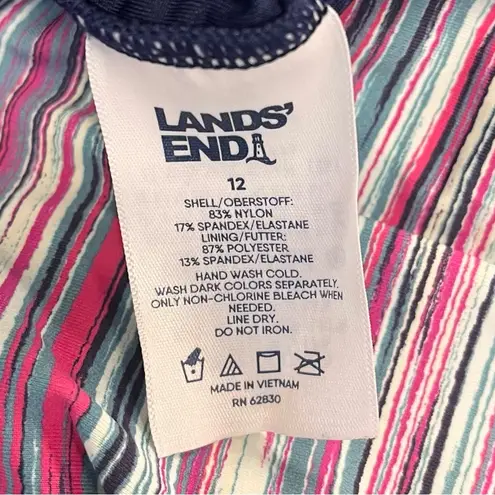 LANDS'
END
12
SHELL/OBERSTOFF:
83% NYLON
17% SPANDEX/ELASTANE
LINING/FUTTER:
87% POLYESTER
13% SPANDEX/ELASTANE
HAND WASH COLD.
WASH DARK COLORS SEPARATELY.
ONLY NON-CHLORINE BLEACH WHEN
NEEDED.
LINE DRY.
DO NOT IRON.
MADE IN VIETNAM
RN 62830